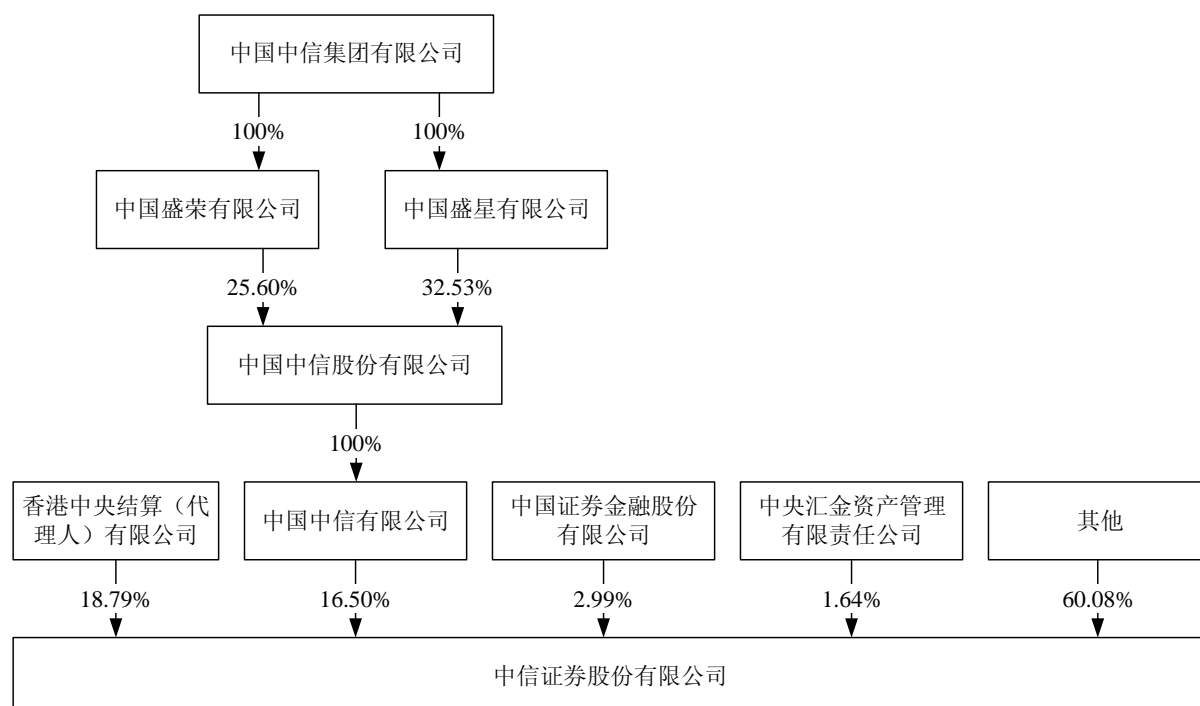 中国中信集团有限公司
100%
100%
中国盛荣有限公司
中国盛星有限公司
25.60%
32.53%
中国中信股份有限公司
100%
香港中央结算（代
理人）有限公司
中国中信有限公司
中国证券金融股份
有限公司
中央汇金资产管理
有限责任公司
其他
18.79%
16.50%
2.99%
1.64%
60.08%
中信证券股份有限公司